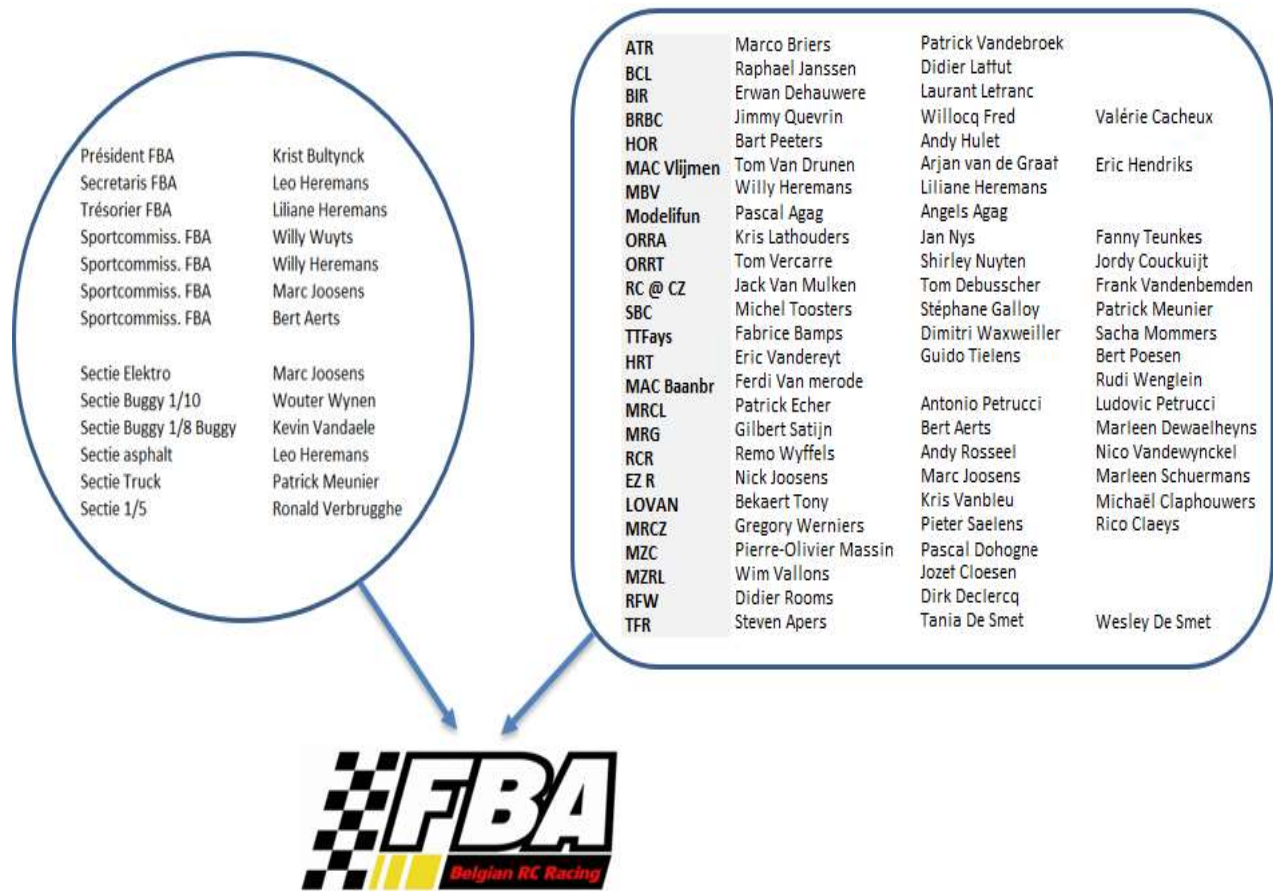 Président FBA Krist Bultynck
Secretaris FBA Leo Heremans
Trésorier FBA Liliane Heremans
Sportcommiss. FBA Willy Wuyts
Sportcommiss. FBA Willy Heremans
Sportcommiss. FBA Marc Joosens
Sportcommiss. FBA Bert Aerts
Sectie Elektro Marc Joosens
Sectie Buggy 1/10 Wouter Wynen
Sectie Buggy 1/8 Buggy Kevin Vandaele
Sectie asphalt Leo Heremans
Sectie Truck Patrick Meunier
Sectie 1/5 Ronald Verbrugghe
ATR Marco Briers Patrick Vandebroek
BCL Raphael Janssen Didier Laffut
BIR Erwan Dehauwere Laurant Lefranc
BRBC Jimmy Quevrin Willocq Fred Valérie Cacheux
HOR Bart Peeters Andy Hulet
MAC Vlijmen Tom Van Drunen Arjan van de Graaf Eric Hendriks
MBV Willy Heremans Liliane Heremans
Modelifun Pascal Agag Angels Agag
ORRA Kris Lathouders Jan Nys Fanny Teunkes
ORRT Tom Vercarre Shirley Nuyten Jordy Couckuijt
RC @ CZ Jack Van Mulken Tom Debusscher Frank Vandenbemden
SBC Michel Toosters Stéphane Galloy Patrick Meunier
TTFays Fabrice Bamps Dimitri Waxweiller Sacha Mommers
HRT Eric Vandereyt Guido Tielens Bert Poesen
MAC Baanbr Ferdi Van merode Rudi Wenglein
MRCL Patrick Echer Antonio Petrucci Ludovic Petrucci
MRG Gilbert Satijn Bert Aerts Marleen Dewaelheyns
RCR Remo Wyffels Andy Rosseel Nico Vandewynckel
EZ R Nick Joosens Marc Joosens Marleen Schuermans
LOVAN Bekaert Tony Kris Vanbleu Michaël Claphouwers
MRCZ Gregory Werniers Pieter Saelens Rico Claeys
MZC Pierre-Olivier Massin Pascal Dohogne
MZRL Wim Vallons Jozef Cloesen
RFW Didier Rooms Dirk Declercq
TFR Steven Apers Tania De Smet Wesley De Smet
FBA
Belgian RC Racing